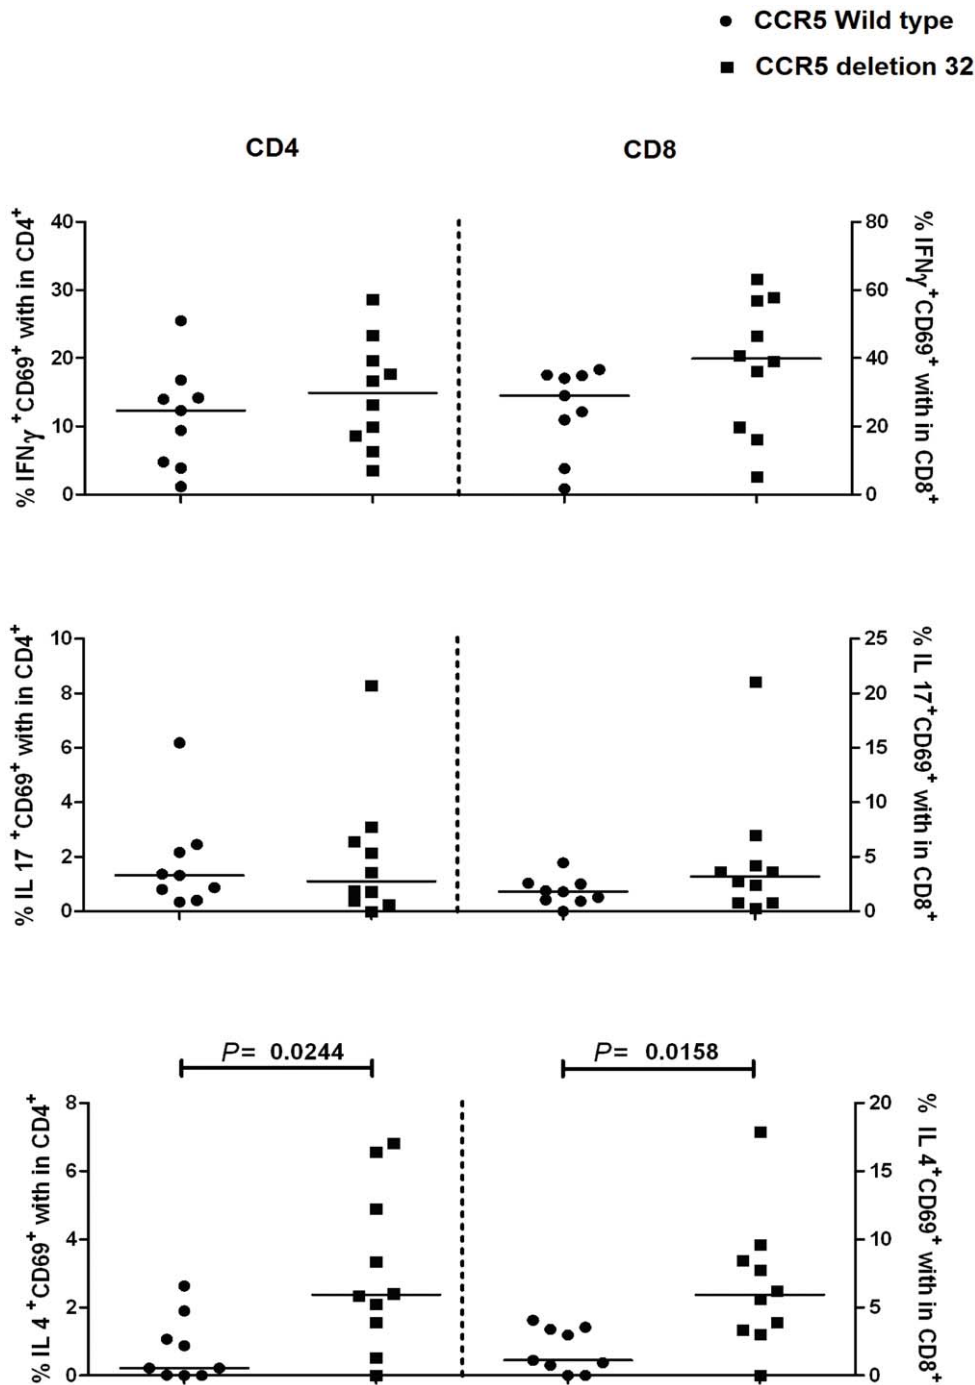 CCR5 Wild type
CCR5 deletion 32
CD4
CD8
% IFNγ⁺CD69⁺ with in CD4⁺
40
30
20
10
0
80
60
40
20
0
% IFNγ⁺CD69⁺ with in CD8⁺
% IL 17 ⁺CD69⁺ with in CD4⁺
10
8
6
4
2
0
25
20
15
10
5
0
% IL 17⁺CD69⁺ with in CD8⁺
P= 0.0244
P= 0.0158
% IL 4 ⁺CD69⁺ with in CD4⁺
8
6
4
2
0
20
15
10
5
0
% IL 4⁺CD69⁺ with in CD8⁺